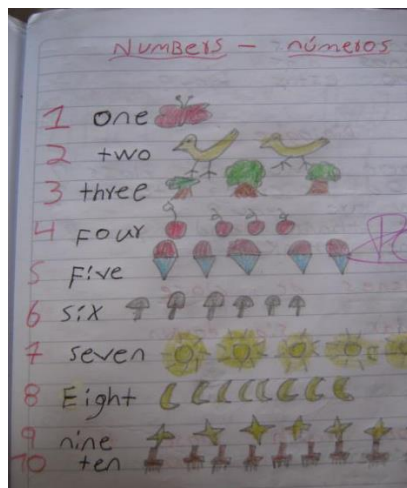 Numbers - números
1 one
2 two
3 three
4 Four
5 Five
6 six
7 seven
8 Eight
9 nine
10 ten